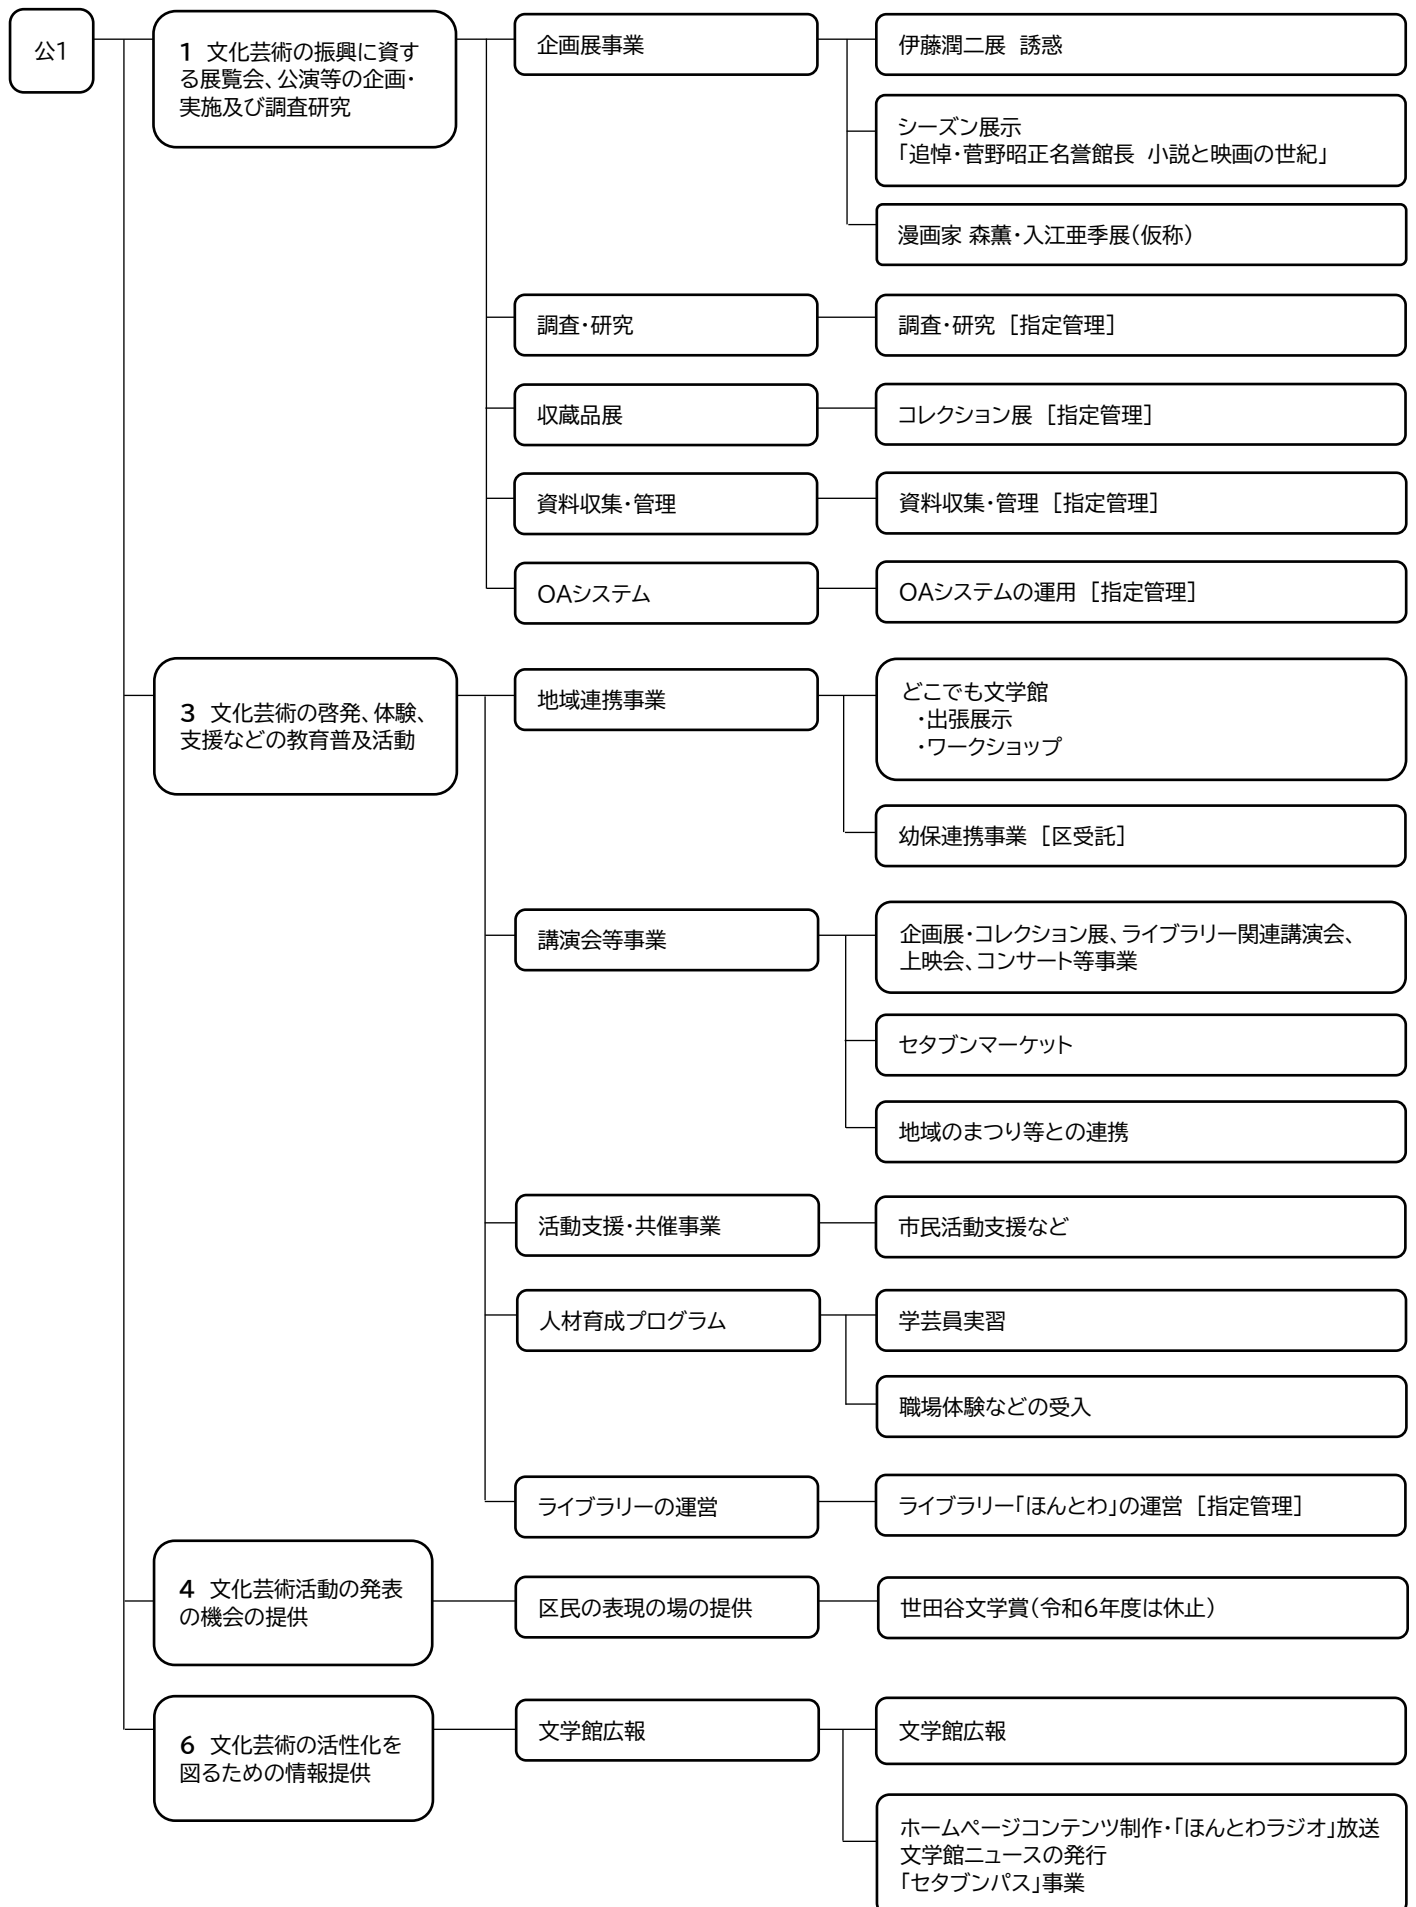 公1
1 文化芸術の振興に資す
る展覧会、公演等の企画・
実施及び調査研究
企画展事業
伊藤潤二展 誘惑
シーズン展示
「追悼・菅野昭正名誉館長 小説と映画の世紀」
漫画家 森薫・入江亜季展（仮称）
調査・研究
調査・研究 ［指定管理］
収蔵品展
コレクション展 ［指定管理］
資料収集・管理
資料収集・管理 ［指定管理］
OAシステム
OAシステムの運用 ［指定管理］
3 文化芸術の啓発、体験、
支援などの教育普及活動
地域連携事業
どこでも文学館
・出張展示
・ワークショップ
幼保連携事業 ［区受託］
講演会等事業
企画展・コレクション展、ライブラリー関連講演会、
上映会、コンサート等事業
セタブンマーケット
地域のまつり等との連携
活動支援・共催事業
市民活動支援など
人材育成プログラム
学芸員実習
職場体験などの受入
ライブラリーの運営
ライブラリー「ほんとわ」の運営 ［指定管理］
4 文化芸術活動の発表
の機会の提供
区民の表現の場の提供
世田谷文学賞（令和6年度は休止）
6 文化芸術の活性化を
図るための情報提供
文学館広報
文学館広報
ホームページコンテンツ制作・「ほんとわラジオ」放送
文学館ニュースの発行
「セタブンパス」事業